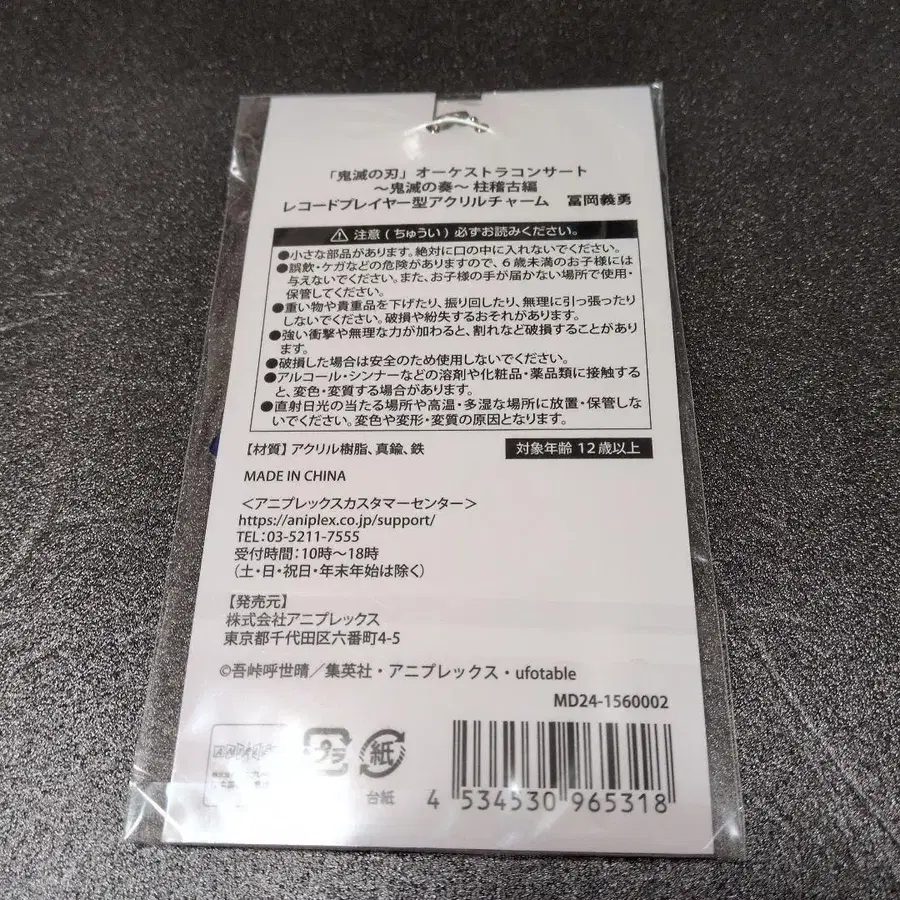 「鬼滅の刃」オーケストラコンサート
～鬼滅の奏～ 柱稽古編
レコードプレイヤー型アクリルチャーム 冨岡義勇
注意(ちゅうい)必ずお読みください。
●小さな部品があります。絶対に口の中に入れないでください。
●誤飲・ケガなどの危険がありますので、6歳未満のお子様には
与えないでください。また、お子様の手が届かない場所で使用・
保管してください。
●重い物や貴重品を下げたり、振り回したり、無理に引っ張ったり
しないでください。破損や紛失するおそれがあります。
●強い衝撃や無理な力が加わると、割れなど破損することがあり
ます。
●破損した場合は安全のため使用しないでください。
●アルコール・シンナーなどの溶剤や化粧品・薬品類に接触する
と、変色・変質する場合があります。
●直射日光の当たる場所や高温・多湿な場所に放置・保管しな
いでください。変色や変形・変質の原因となります。
【材質】アクリル樹脂、真鍮、鉄
対象年齢 12歳以上
MADE IN CHINA
＜アニプレックスカスタマーセンター＞
https://aniplex.co.jp/support/
TEL:03-5211-7555
受付時間:10時～18時
(土・日・祝日・年末年始は除く)
【発売元】
株式会社アニプレックス
東京都千代田区六番町4-5
©吾峠呼世晴／集英社・アニプレックス・ufotable
MD24-1560002
プラ
紙
台紙
4 534530 965318